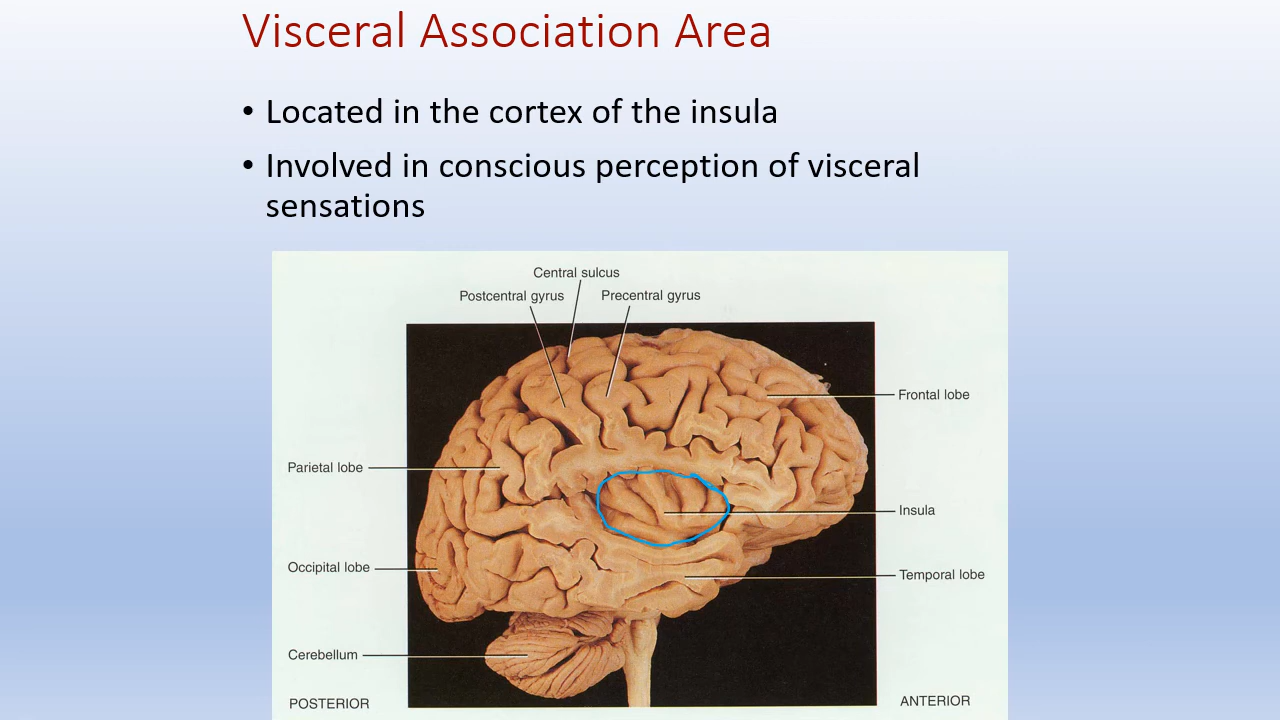 Visceral Association Area
• Located in the cortex of the insula
• Involved in conscious perception of visceral
sensations
Central sulcus
Postcentral gyrus
Precentral gyrus
Frontal lobe
Parietal lobe
Insula
Occipital lobe
Temporal lobe
Cerebellum
POSTERIOR
ANTERIOR